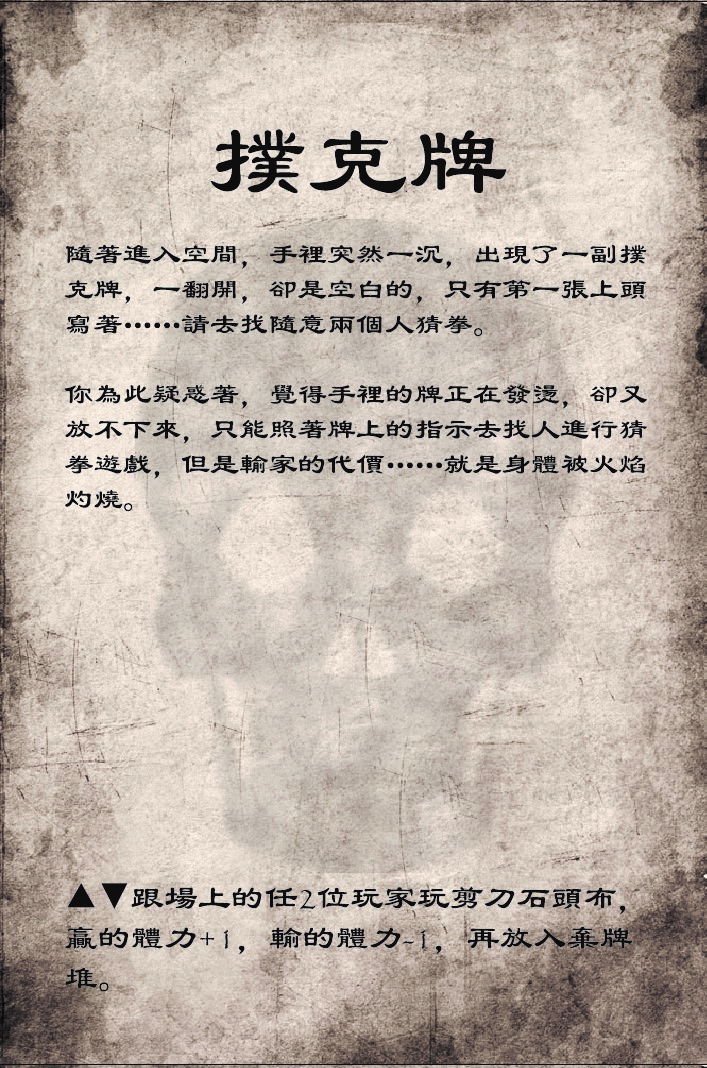 撲克牌
隨著進入空間，手裡突然一沉，出現了一副撲
克牌，一翻開，卻是空白的，只有第一張上頭
寫著⋯⋯請去找隨意兩個人猜拳。
你為此疑惑著，覺得手裡的牌正在發燙，卻又
放不下來，只能照著牌上的指示去找人進行猜
拳遊戲，但是輸家的代價⋯⋯就是身體被火焰
灼燒。
▲▼跟場上的任2位玩家玩剪刀石頭布，
贏的體力+1，輸的體力-1，再放入棄牌
堆。